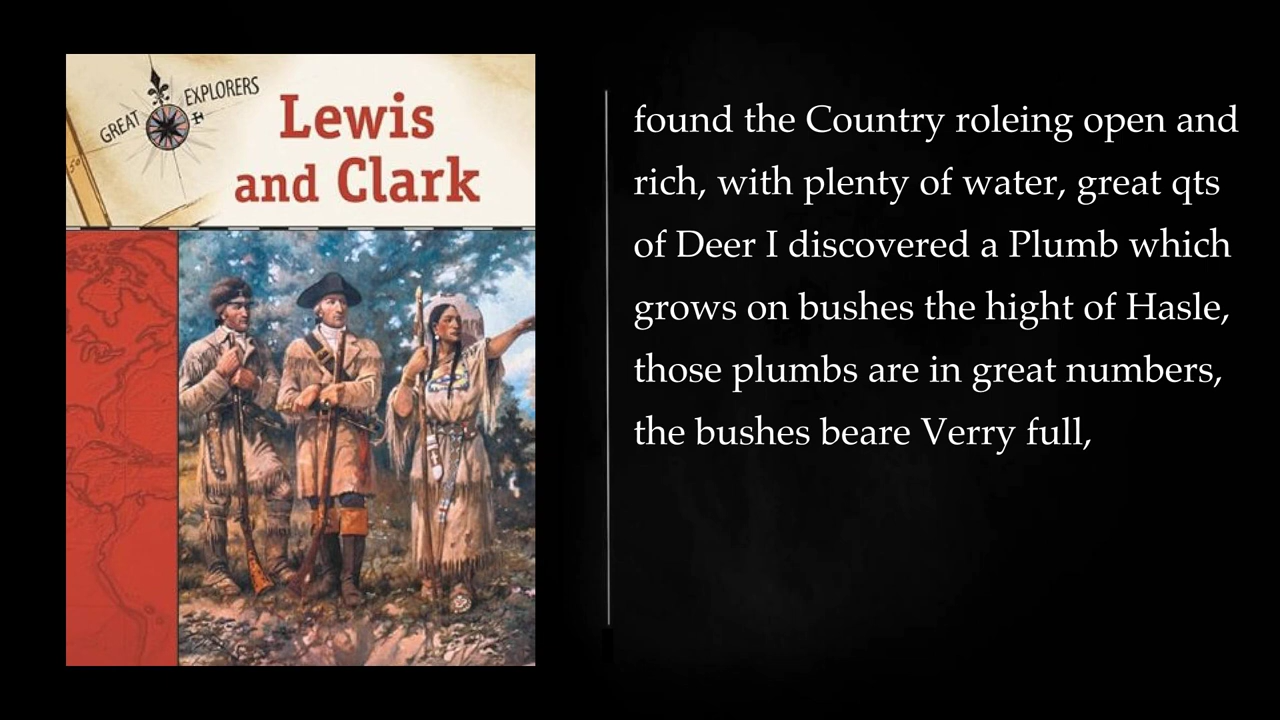 GREAT EXPLORERS
Lewis
and Clark
found the Country roleing open and
rich, with plenty of water, great qts
of Deer I discovered a Plumb which
grows on bushes the hight of Hasle,
those plumbs are in great numbers,
the bushes beare Verry full,